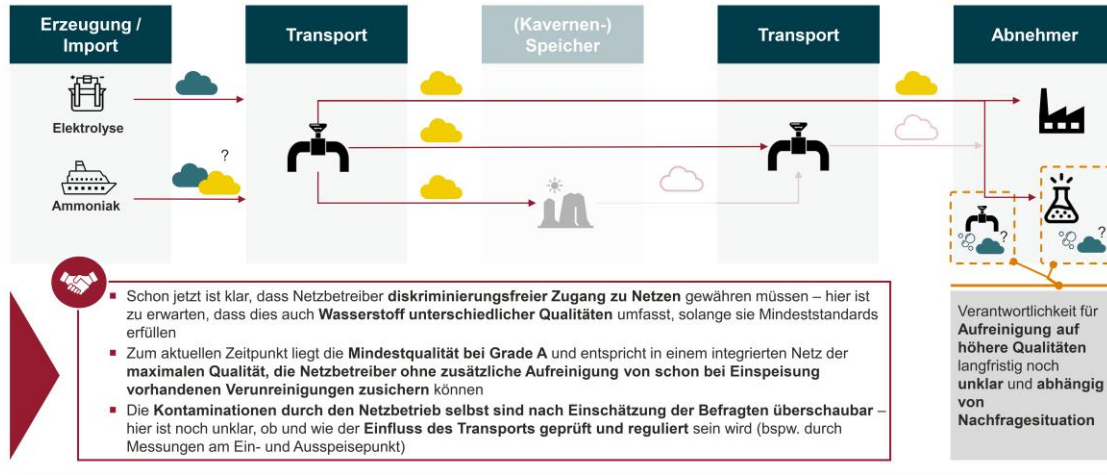 Erzeugung /
Import
Transport
(Kavernen-)
Speicher
Transport
Abnehmer
Elektrolyse
?
Ammoniak
?
?
■ Schon jetzt ist klar, dass Netzbetreiber diskriminierungsfreier Zugang zu Netzen gewähren müssen – hier ist
zu erwarten, dass dies auch Wasserstoff unterschiedlicher Qualitäten umfasst, solange sie Mindeststandards
erfüllen
■ Zum aktuellen Zeitpunkt liegt die Mindestqualität bei Grade A und entspricht in einem integrierten Netz der
maximalen Qualität, die Netzbetreiber ohne zusätzliche Aufreinigung von schon bei Einspeisung
vorhandenen Verunreinigungen zusichern können
■ Die Kontaminationen durch den Netzbetrieb selbst sind nach Einschätzung der Befragten überschaubar –
hier ist noch unklar, ob und wie der Einfluss des Transports geprüft und reguliert sein wird (bspw. durch
Messungen am Ein- und Ausspeisepunkt)
Verantwortlichkeit für
Aufreinigung auf
höhere Qualitäten
langfristig noch
unklar und abhängig
von
Nachfragesituation